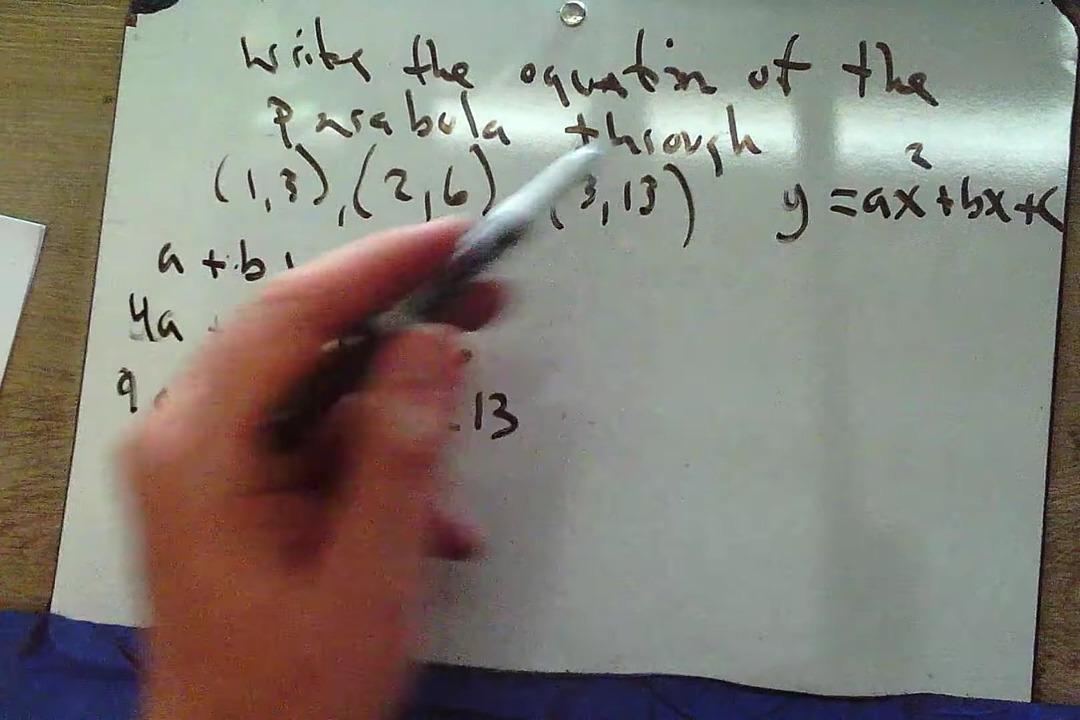 Write the equation of the
Parabola through
(1,3),(2,6) (3,13) y=ax²+bx+c
a+b
4a
9
=13